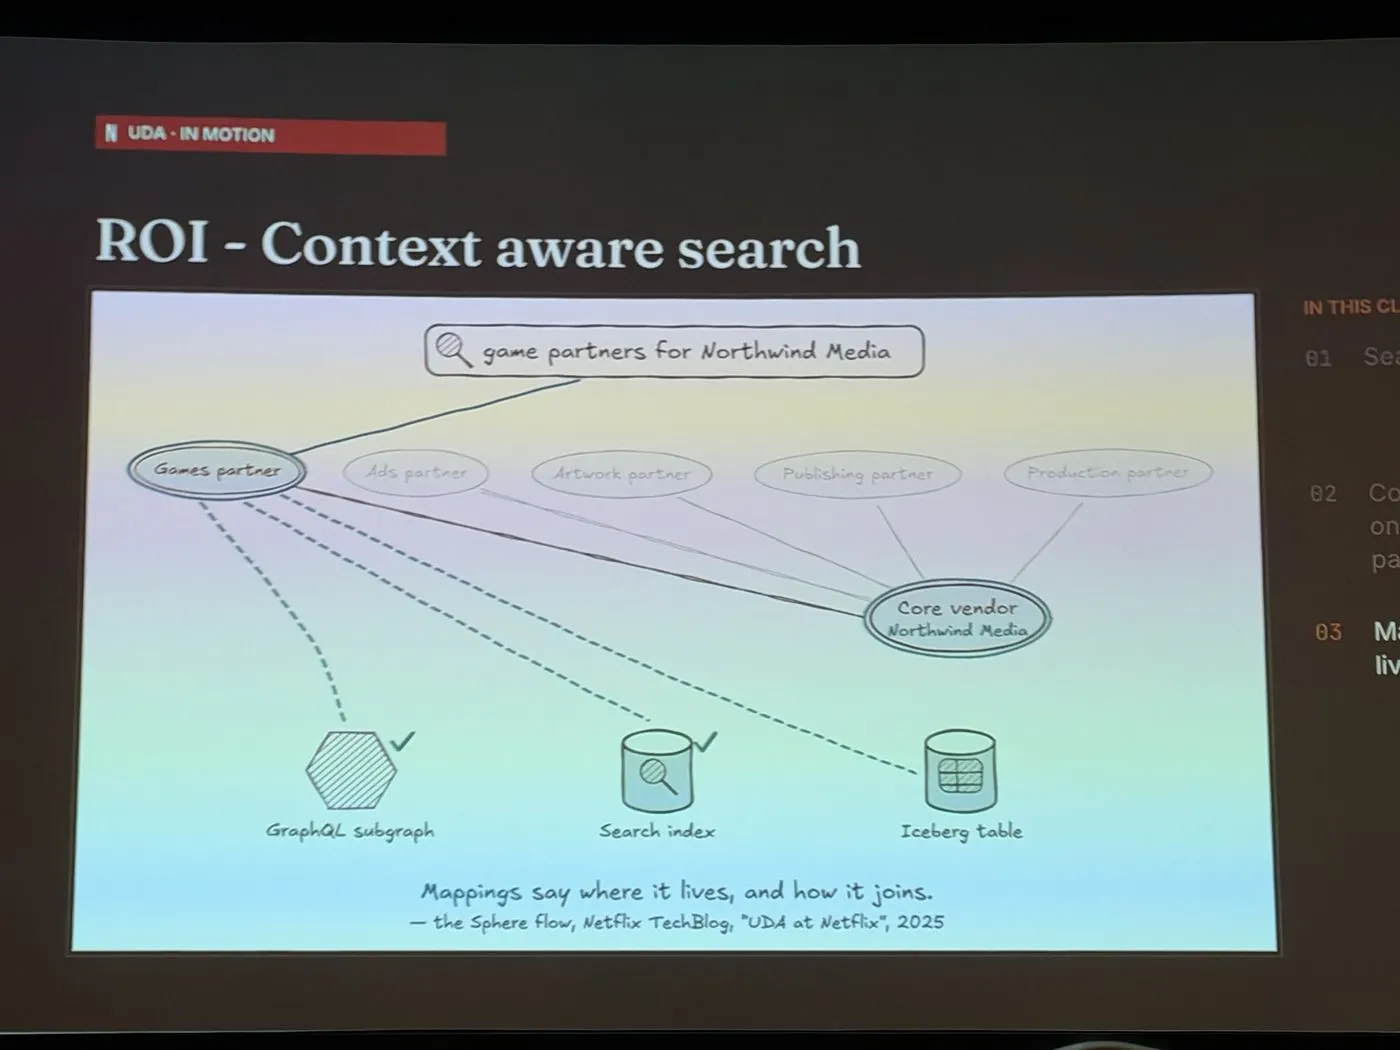 N UDA - IN MOTION
ROI - Context aware search
game partners for Northwind Media
Games partner
Ads partner
Artwork partner
Publishing partner
Production partner
Core vendor
Northwind Media
GraphQL subgraph
Search index
Iceberg table
Mappings say where it lives, and how it joins.
— the Sphere flow, Netflix TechBlog, "UDA at Netflix", 2025
IN THIS
01
02
on
03